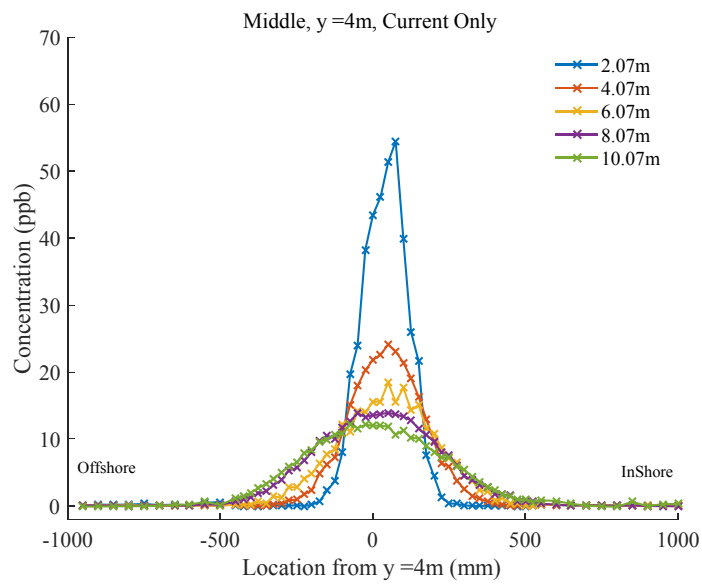 Middle, y =4m, Current Only
70
60
50
40
30
20
10
0
Concentration (ppb)
2.07m
4.07m
6.07m
8.07m
10.07m
Offshore
InShore
-1000
-500
0
500
1000
Location from y =4m (mm)